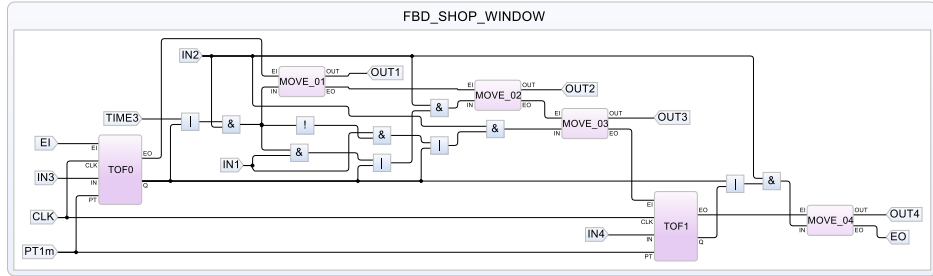 FBD_SHOP_WINDOW
IN2
EI OUT OUT1
MOVE_01
IN EO
EI OUT OUT2
MOVE_02
IN EO
&
TIME3 | & ! & | &
EI OUT OUT3
MOVE_03
IN EO
EI
EI EO
CLK
TOF0
IN3 IN
PT Q
IN1 & |
| &
EI EO
CLK
TOF1
IN4 IN Q
PT
EI OUT OUT4
MOVE_04
IN EO EO
CLK
PT1m